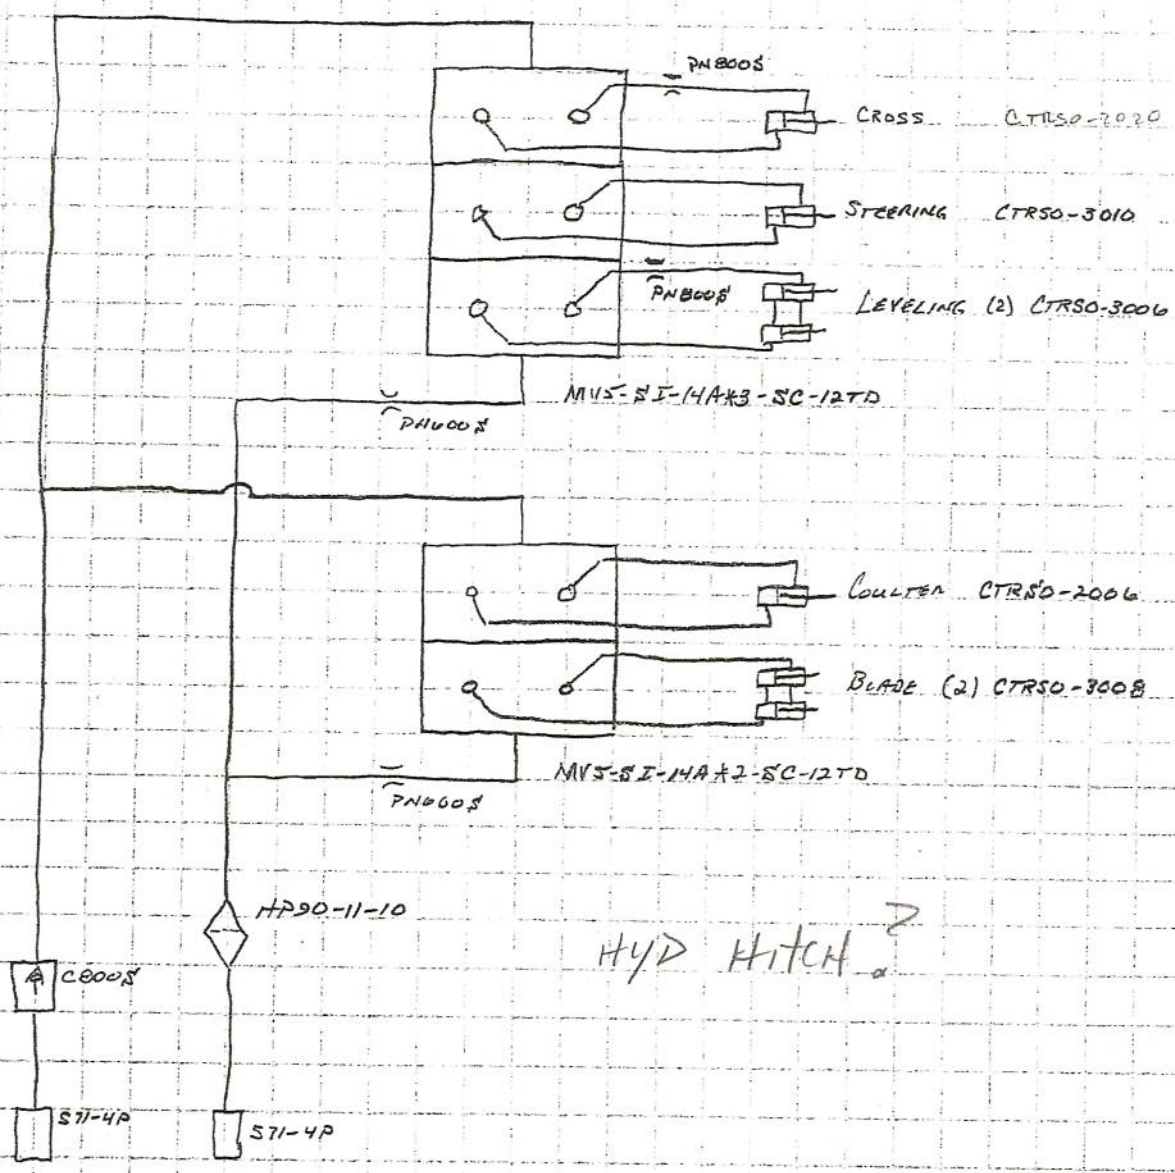 PN800S
CROSS CTRSO-2020
STEERING CTRSO-3010
PN800S
LEVELING (2) CTRSO-3006
MV5-SI-14A*3-SC-12TD
PN600S
COULTER CTRSO-2006
BLADE (2) CTRSO-3008
MV5-SI-14A*2-SC-12TD
PN600S
HP90-11-10
HYD HITCH?
C800S
S71-4P
S71-4P